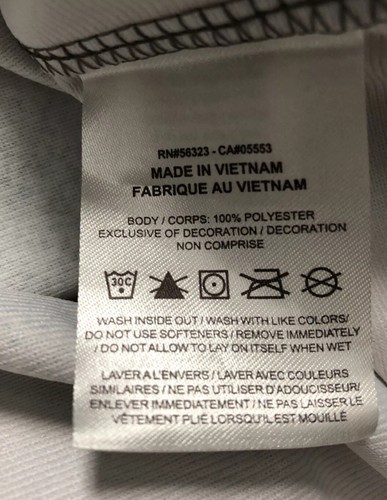 RN#56323 - CA#05553
MADE IN VIETNAM
FABRIQUE AU VIETNAM
BODY / CORPS: 100% POLYESTER
EXCLUSIVE OF DECORATION / DECORATION
NON COMPRISE
30C
WASH INSIDE OUT / WASH WITH LIKE COLORS/
DO NOT USE SOFTENERS / REMOVE IMMEDIATELY
/ DO NOT ALLOW TO LAY ON ITSELF WHEN WET
LAVER A L'ENVERS / LAVER AVEC COULEURS
SIMILAIRES / NE PAS UTILISER D'ADOUCISSEUR/
ENLEVER IMMEDIATEMENT / NE PAS LAISSER LE
VÊTEMENT PLIÉ LORSQU'IL EST MOUILLÉ